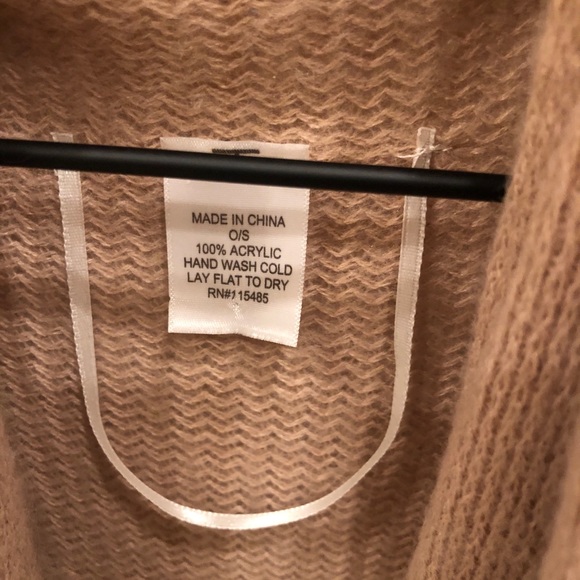 MADE IN CHINA
O/S
100% ACRYLIC
HAND WASH COLD
LAY FLAT TO DRY
RN#115485